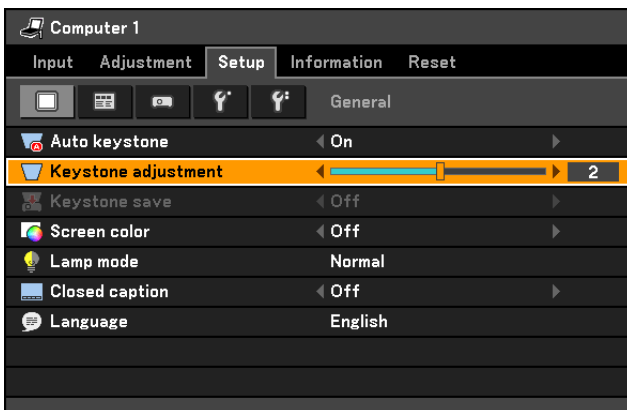 Computer 1
Input Adjustment Setup Information Reset
General
Auto keystone On
Keystone adjustment 2
Keystone save Off
Screen color Off
Lamp mode Normal
Closed caption Off
Language English